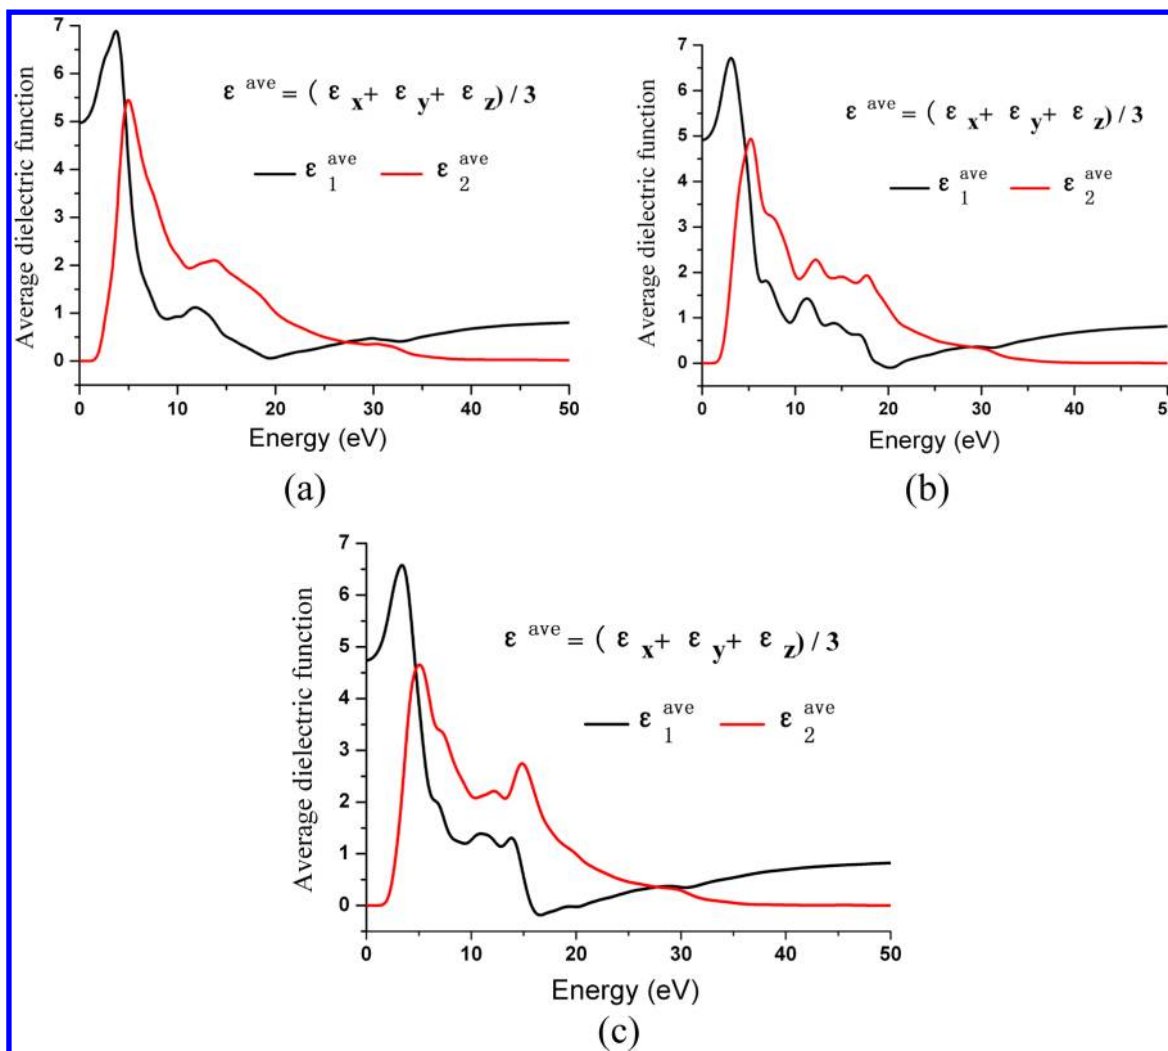 7
6
5
4
3
2
1
0
Average dielectric function
ε ave = ( ε x + ε y + ε z ) / 3
ε 1 ave ε 2 ave
0 10 20 30 40 50
Energy (eV)
(a)
7
6
5
4
3
2
1
0
Average dielectric function
ε ave = ( ε x + ε y + ε z ) / 3
ε 1 ave ε 2 ave
0 10 20 30 40 50
Energy (eV)
(b)
7
6
5
4
3
2
1
0
Average dielectric function
ε ave = ( ε x + ε y + ε z ) / 3
ε 1 ave ε 2 ave
0 10 20 30 40 50
Energy (eV)
(c)